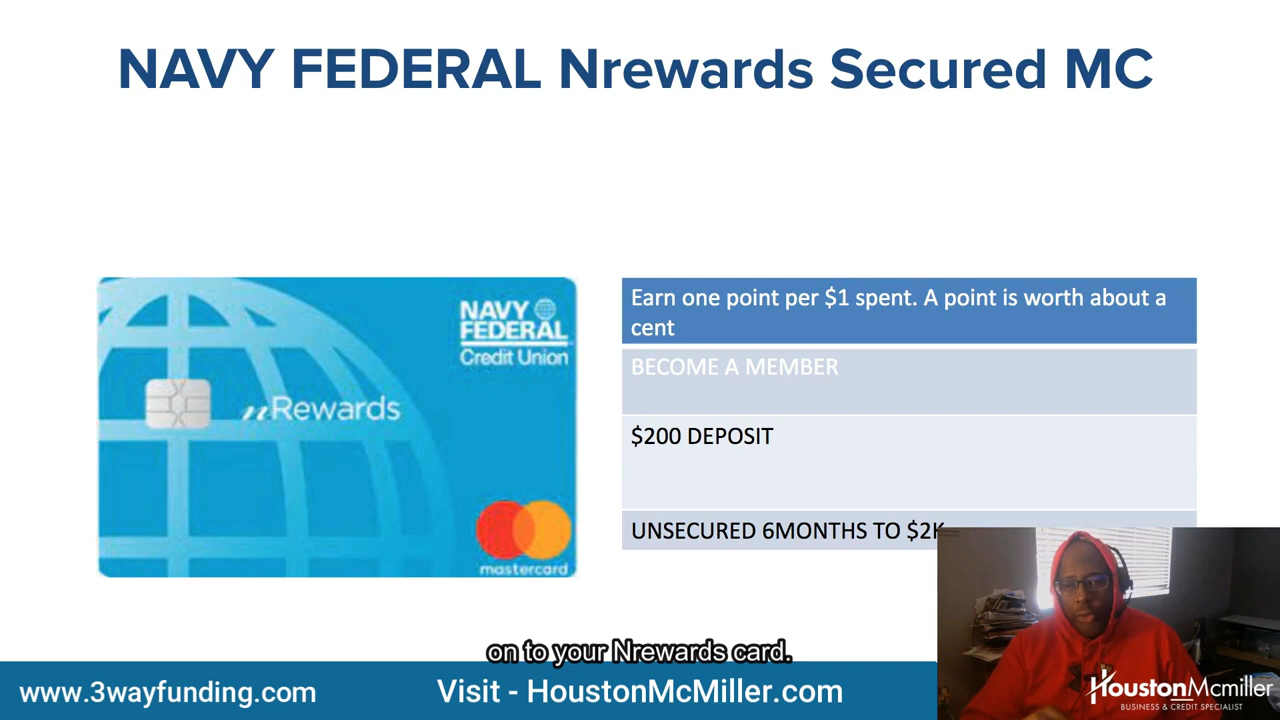 NAVY FEDERAL Nrewards Secured MC
NAVY
FEDERAL
Credit Union
nRewards
mastercard
Earn one point per $1 spent. A point is worth about a
cent
BECOME A MEMBER
$200 DEPOSIT
UNSECURED 6MONTHS TO $2K
on to your Nrewards card.
www.3wayfunding.com
Visit - HoustonMcMiller.com
HoustonMcmiller
BUSINESS & CREDIT SPECIALIST